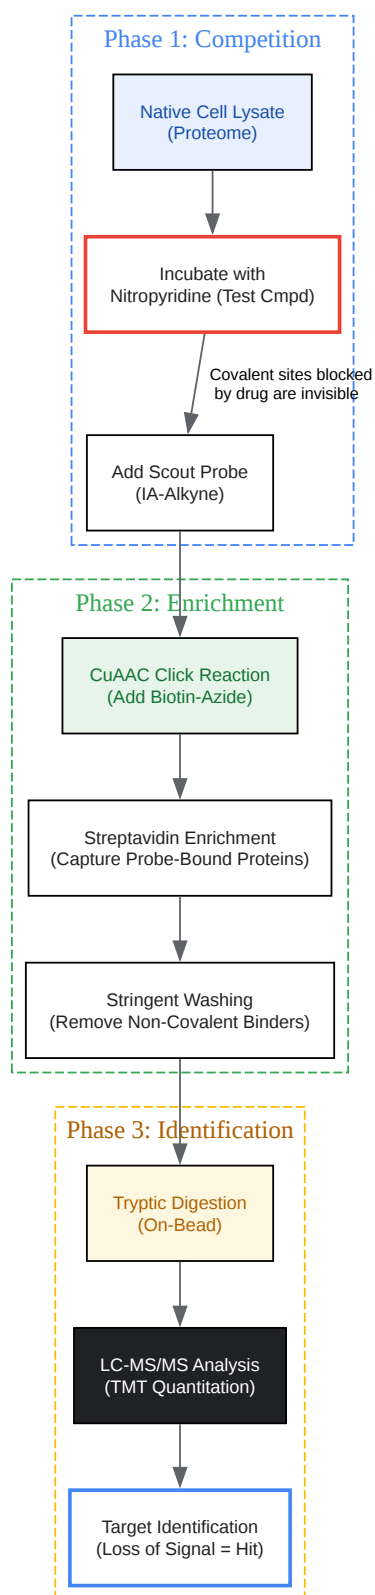 Phase 1: Competition
Native Cell Lysate
(Proteome)
Incubate with
Nitropyridine (Test Cmpd)
Covalent sites blocked
by drug are invisible
Add Scout Probe
(IA-Alkyne)
Phase 2: Enrichment
CuAAC Click Reaction
(Add Biotin-Azide)
Streptavidin Enrichment
(Capture Probe-Bound Proteins)
Stringent Washing
(Remove Non-Covalent Binders)
Phase 3: Identification
Tryptic Digestion
(On-Bead)
LC-MS/MS Analysis
(TMT Quantitation)
Target Identification
(Loss of Signal = Hit)